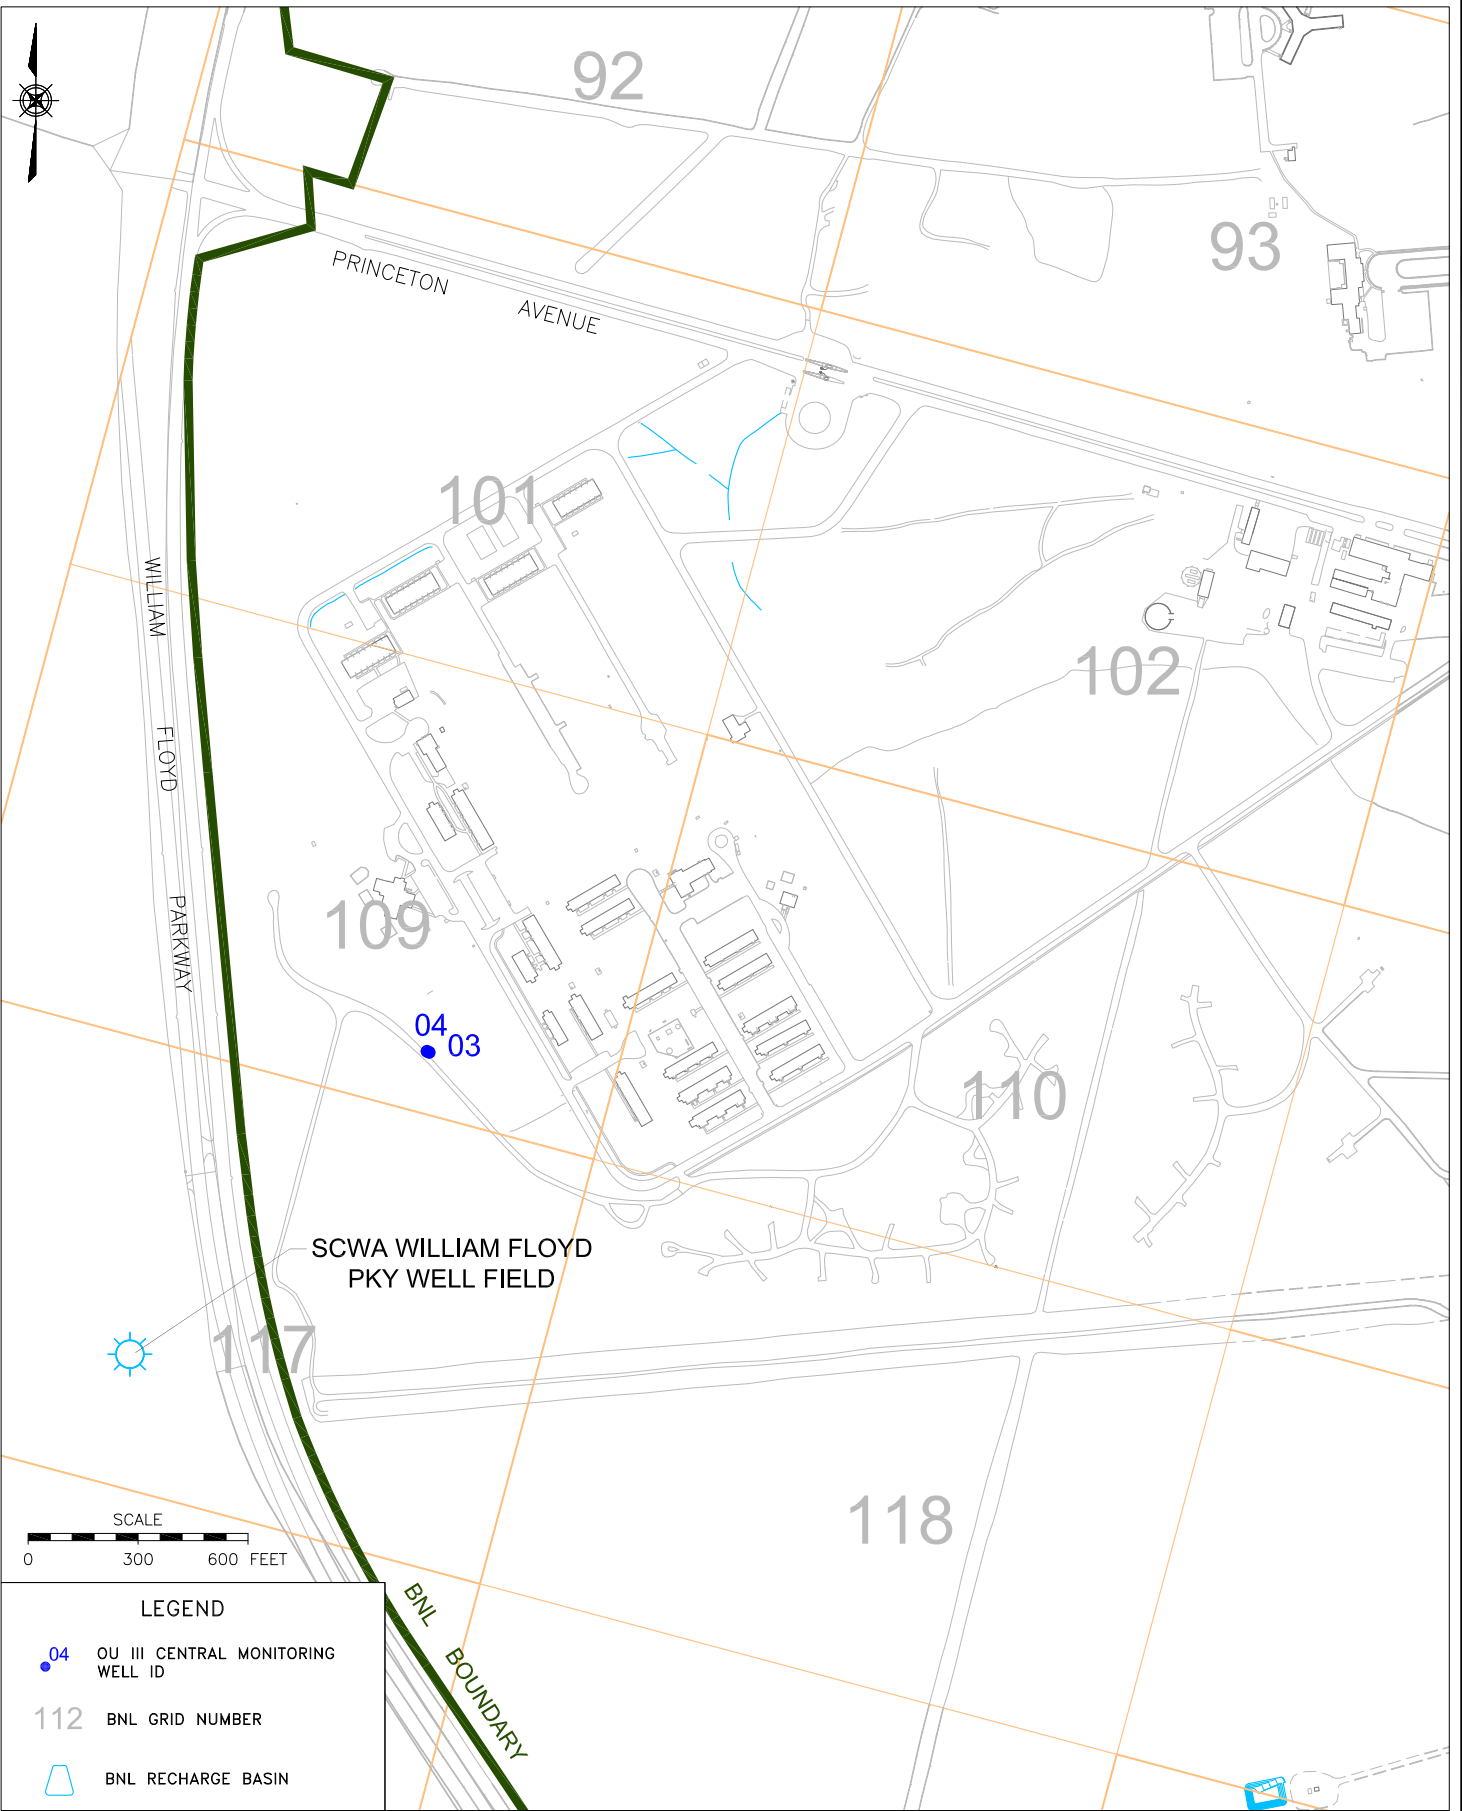 92
93
PRINCETON AVENUE
101
WILLIAM FLOYD PARKWAY
102
109
04
03
110
SCWA WILLIAM FLOYD
PKY WELL FIELD
117
118
SCALE
0 300 600 FEET
BNL BOUNDARY
LEGEND
04 OU III CENTRAL MONITORING
WELL ID
112 BNL GRID NUMBER
BNL RECHARGE BASIN